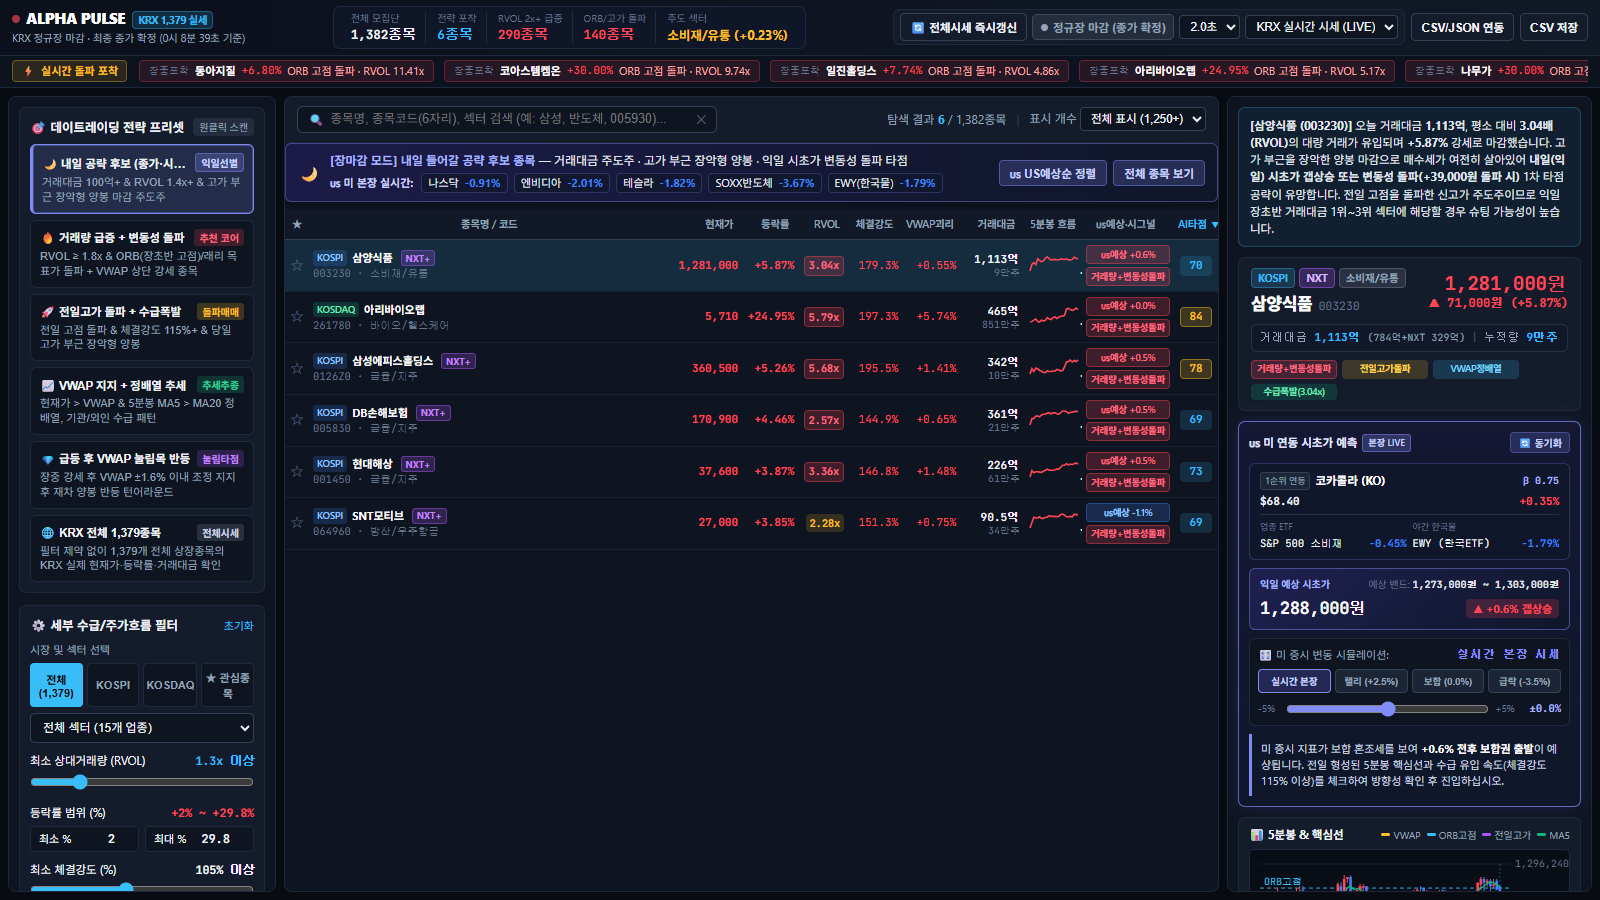 ALPHA PULSE KRX 1,379 실세
KRX 정규장 마감 · 최종 종가 확정 (0시 8분 39초 기준)
전체 모집단
1,382종목
전략 포착
6종목
RVOL 2x+ 급증
290종목
ORB/고가 돌파
140종목
주도 섹터
소비재/유통 (+0.23%)
전체시세 즉시갱신
정규장 마감 (종가 확정)
2.0초
KRX 실시간 시세 (LIVE)
CSV/JSON 연동
CSV 저장
실시간 돌파 포착
장중포착 동아지질 +6.80% ORB 고점 돌파 · RVOL 11.41x
장중포착 코아스템켐온 +30.00% ORB 고점 돌파 · RVOL 9.74x
장중포착 일진홀딩스 +7.74% ORB 고점 돌파 · RVOL 4.86x
장중포착 아리바이오랩 +24.95% ORB 고점 돌파 · RVOL 5.17x
장중포착 나무가 +30.00% ORB 고점
데이트레이딩 전략 프리셋 원클릭 스캔
내일 공략 후보 (종가·시... 익일선별
거래대금 100억+ & RVOL 1.4x+ & 고가 부
근 장악형 양봉 마감 주도주
거래량 급증 + 변동성 돌파 추천 코어
RVOL ≥ 1.8x & ORB(장초반 고점)/래리 목
표가 돌파 + VWAP 상단 강세 종목
전일고가 돌파 + 수급폭발 돌파매매
전일 고점 돌파 & 체결강도 115%+ & 당일
고가 부근 장악형 양봉
VWAP 지지 + 정배열 추세 추세추종
현재가 > VWAP & 5분봉 MA5 > MA20 정
배열, 기관/외인 수급 패턴
급등 후 VWAP 눌림목 반등 눌림타점
장중 강세 후 VWAP ±1.6% 이내 조정 지지
후 재차 양봉 반등 턴어라운드
KRX 전체 1,379종목 전체시세
필터 제약 없이 1,379개 전체 상장종목의
KRX 실제 현재가·등락률·거래대금 확인
세부 수급/주가흐름 필터 초기화
시장 및 섹터 선택
전체
(1,379)
KOSPI
KOSDAQ
★ 관심종
목
전체 섹터 (15개 업종)
최소 상대거래량 (RVOL) 1.3x 이상
등락률 범위 (%) +2% ~ +29.8%
최소 % 2 최대 % 29.8
최소 체결강도 (%) 105% 이상
종목명, 종목코드(6자리), 섹터 검색 (예: 삼성, 반도체, 005930)...
탐색 결과 6 / 1,382종목 | 표시 개수 전체 표시 (1,250+)
[장마감 모드] 내일 들어갈 공략 후보 종목 — 거래대금 주도주 · 고가 부근 장악형 양봉 · 익일 시초가 변동성 돌파 타점
us 미 본장 실시간: 나스닥 -0.91% 엔비디아 -2.01% 테슬라 -1.82% SOXX반도체 -3.67% EWY(한국물) -1.79%
us US예상순 정렬
전체 종목 보기
★ 종목명 / 코드 현재가 등락률 RVOL 체결강도 VWAP괴리 거래대금 5분봉 흐름 us예상·시그널 AI타점 ▼
☆ KOSPI 삼양식품 NXT+ 1,281,000 +5.87% 3.04x 179.3% +0.55% 1,113억 us예상 +0.6% 70
003230 · 소비재/유통 9만주 거래량+변동성돌파
☆ KOSDAQ 아리바이오랩 5,710 +24.95% 5.79x 197.3% +5.74% 465억 us예상 +0.0% 84
261780 · 바이오/헬스케어 851만주 거래량+변동성돌파
☆ KOSPI 삼성에피스홀딩스 NXT+ 360,500 +5.26% 5.68x 195.5% +1.41% 342억 us예상 +0.5% 78
0126Z0 · 금융/지주 10만주 거래량+변동성돌파
☆ KOSPI DB손해보험 NXT+ 170,900 +4.46% 2.57x 144.9% +0.65% 361억 us예상 +0.5% 69
005830 · 금융/지주 21만주 거래량+변동성돌파
☆ KOSPI 현대해상 NXT+ 37,600 +3.87% 3.36x 146.8% +1.48% 226억 us예상 +0.5% 73
001450 · 금융/지주 61만주 거래량+변동성돌파
☆ KOSPI SNT모티브 NXT+ 27,000 +3.85% 2.28x 151.3% +0.75% 90.5억 us예상 -1.1% 69
064960 · 방산/우주항공 34만주 거래량+변동성돌파
[삼양식품 (003230)] 오늘 거래대금 1,113억, 평소 대비 3.04배
(RVOL)의 대량 거래가 유입되며 +5.87% 강세로 마감했습니다. 고
가 부근을 장악한 양봉 마감으로 매수세가 여전히 살아있어 내일(익
일) 시초가 갭상승 또는 변동성 돌파(+39,000원 돌파 시) 1차 타점
공략이 유망합니다. 전일 고점을 돌파한 신고가 주도주이므로 익일
장초반 거래대금 1위~3위 섹터에 해당할 경우 슈팅 가능성이 높습
니다.
KOSPI NXT 소비재/유통 1,281,000원
삼양식품 003230 ▲ 71,000원 (+5.87%)
거래대금 1,113억 (784억+NXT 329억) | 누적량 9만주
거래량+변동성돌파 전일고가돌파 VWAP정배열
수급폭발(3.04x)
us 미 연동 시초가 예측 본장 LIVE 동기화
1순위 연동 코카콜라 (KO) β 0.75
$68.40 +0.35%
업종 ETF 야간 한국물
S&P 500 소비재 -0.45% EWY (한국ETF) -1.79%
익일 예상 시초가 예상 밴드: 1,273,000원 ~ 1,303,000원
1,288,000원 ▲ +0.6% 갭상승
미 증시 변동 시뮬레이션: 실시간 본장 시세
실시간 본장 랠리 (+2.5%) 보합 (0.0%) 급락 (-3.5%)
-5% +5% ±0.0%
미 증시 지표가 보합 혼조세를 보여 +0.6% 전후 보합권 출발이 예
상됩니다. 전일 형성된 5분봉 핵심선과 수급 유입 속도(체결강도
115% 이상)를 체크하여 방향성 확인 후 진입하십시오.
5분봉 & 핵심선 VWAP ORB고점 전일고가 MA5
1,296,240
ORB고점